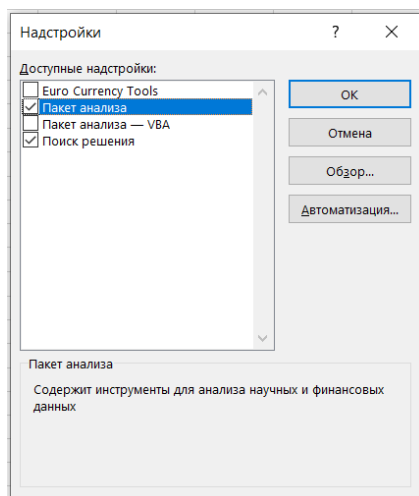 Надстройки
?
Доступные надстройки:
Euro Currency Tools
Пакет анализа
Пакет анализа — VBA
Поиск решения
ОК
Отмена
Обзор...
Автоматизация...
Пакет анализа
Содержит инструменты для анализа научных и финансовых
данных